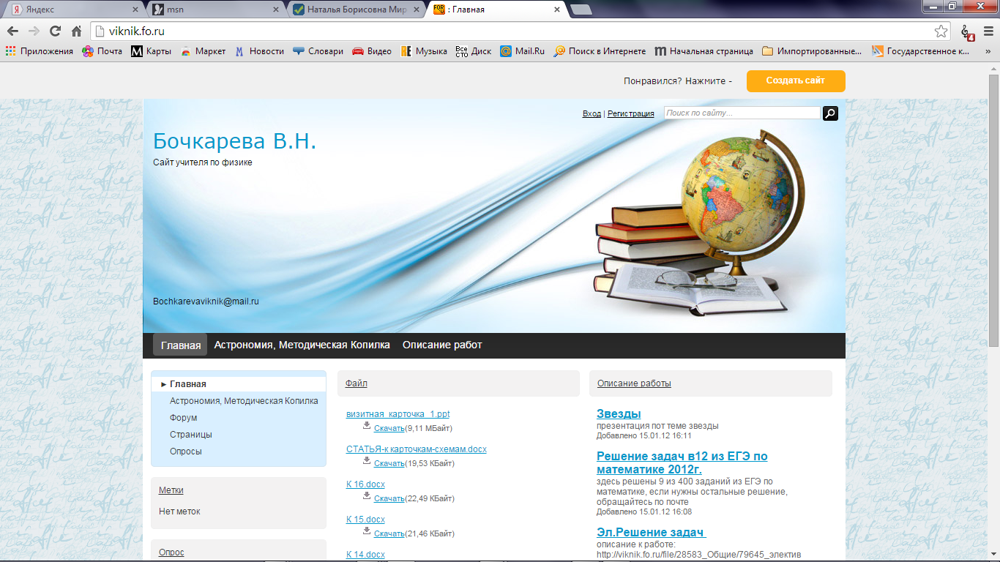 Яндекс
msn
Наталья Борисовна Мир
: Главная
viknik.fo.ru
4
Приложения
Почта
Карты
Маркет
Новости
Словари
Видео
Музыка
Диск
Mail.Ru
Поиск в Интернете
Начальная страница
Импортированные...
Государственное к...
»
Понравился? Нажмите -
Создать сайт
Вход | Регистрация
Поиск по сайту...
Бочкарева В.Н.
Сайт учителя по физике
Bochkarevaviknik@mail.ru
Главная
Астрономия, Методическая Копилка
Описание работ
► Главная
Астрономия, Методическая Копилка
Форум
Страницы
Опросы
Метки
Нет меток
Опрос
Файл
визитная_карточка_1.ppt
Скачать(9,11 МБайт)
СТАТЬЯ-к карточкам-схемам.docx
Скачать(19,53 КБайт)
К 16.docx
Скачать(22,49 КБайт)
К 15.docx
Скачать(21,46 КБайт)
К 14.docx
Описание работы
Звезды
презентация пот теме звезды
Добавлено 15.01.12 16:11
Решение задач в12 из ЕГЭ по
математике 2012г.
здесь решены 9 из 400 заданий из ЕГЭ по
математике, если нужны остальные решение,
обращайтесь по почте
Добавлено 15.01.12 16:08
Эл.Решение задач
описание к работе:
http://viknik.fo.ru/file/28583_Общие/79645_электив